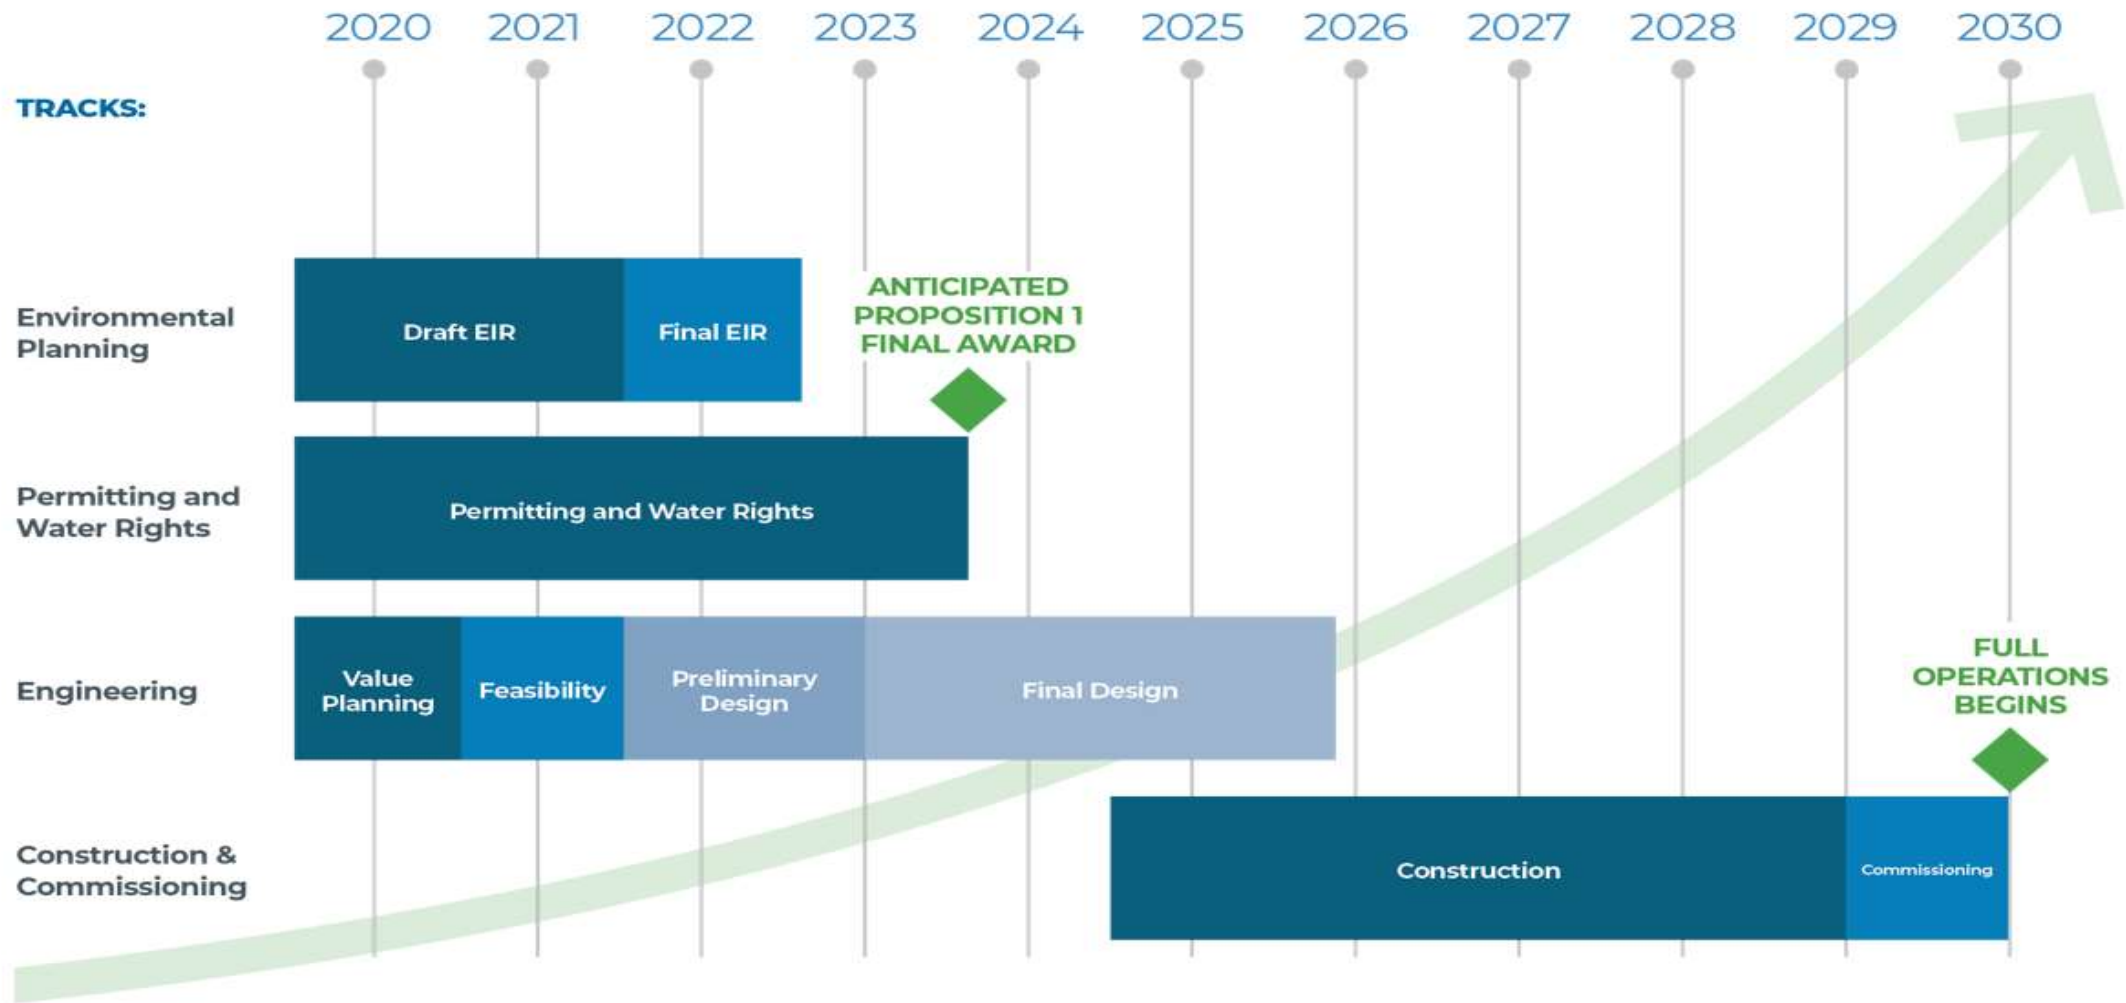 2020 2021 2022 2023 2024 2025 2026 2027 2028 2029 2030
TRACKS:
Environmental
Planning
Draft EIR
Final EIR
ANTICIPATED
PROPOSITION 1
FINAL AWARD
Permitting and
Water Rights
Permitting and Water Rights
Engineering
Value
Planning
Feasibility
Preliminary
Design
Final Design
FULL
OPERATIONS
BEGINS
Construction &
Commissioning
Construction
Commissioning